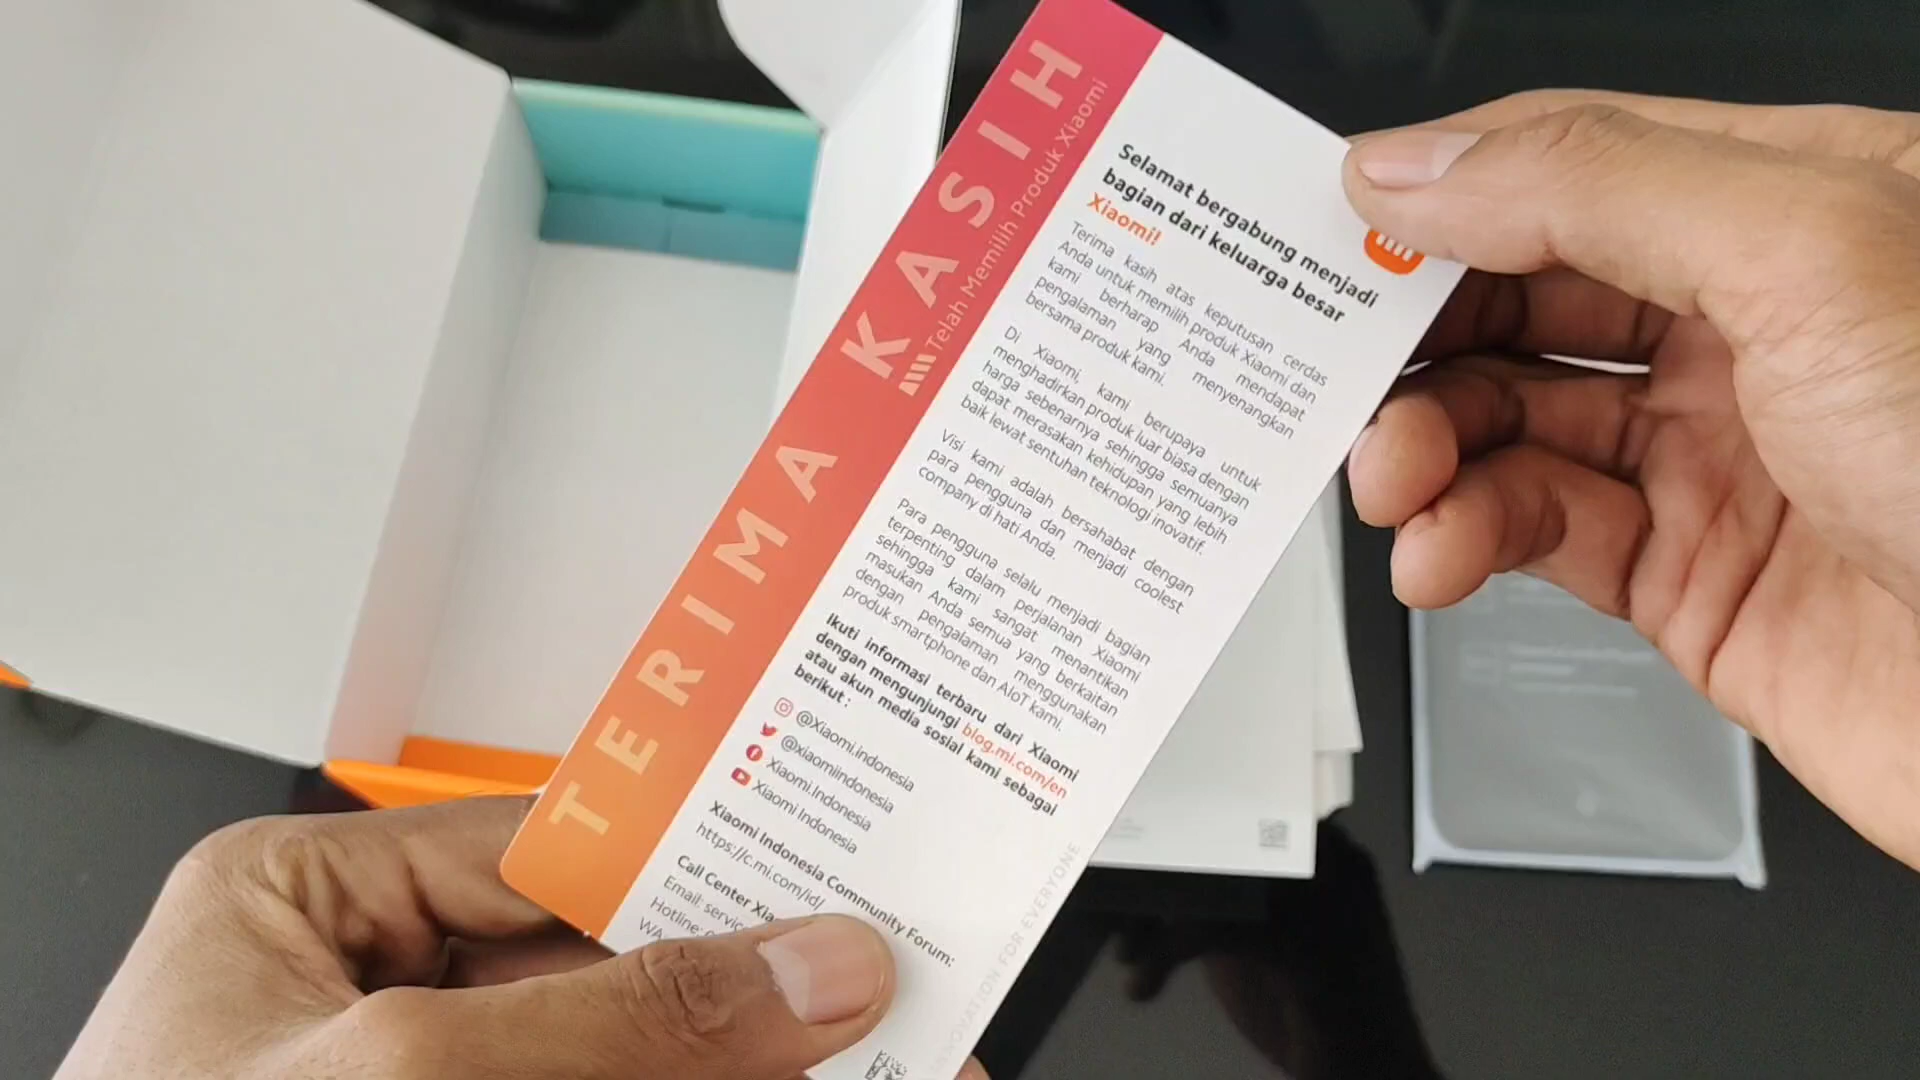 TERIMA KASIH
Telah Memilih Produk Xiaomi
Selamat bergabung menjadi
bagian dari keluarga besar
Xiaomi!
Terima kasih atas keputusan cerdas
Anda untuk memilih produk Xiaomi dan
kami berharap Anda mendapat
pengalaman yang menyenangkan
bersama produk kami.
Di Xiaomi, kami berupaya untuk
menghadirkan produk luar biasa dengan
harga sebenarnya sehingga semuanya
dapat merasakan kehidupan yang lebih
baik lewat sentuhan teknologi inovatif.
Visi kami adalah bersahabat dengan
para pengguna dan menjadi coolest
company di hati Anda.
Para pengguna selalu menjadi bagian
terpenting dalam perjalanan Xiaomi
sehingga kami sangat menantikan
masukan Anda semua yang berkaitan
dengan pengalaman menggunakan
produk smartphone dan AIoT kami.
Ikuti informasi terbaru dari Xiaomi
dengan mengunjungi blog.mi.com/en
atau akun media sosial kami sebagai
berikut :
@Xiaomi.indonesia
@xiaomiindonesia
Xiaomi.Indonesia
Xiaomi Indonesia
Xiaomi Indonesia Community Forum:
https://c.mi.com/id/
Call Center
Email:
Hotline:
WA
INNOVATION FOR EVERYONE